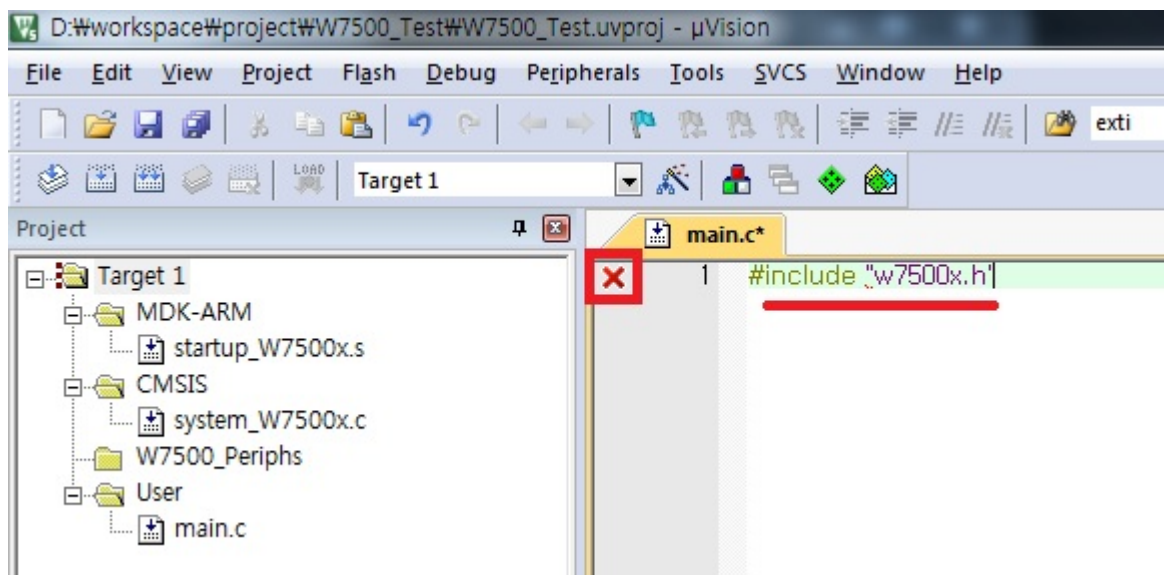 D:₩workspace₩project₩W7500_Test₩W7500_Test.uvproj - µVision
File Edit View Project Flash Debug Peripherals Tools SVCS Window Help
exti
LOAD Target 1
Project
main.c*
Target 1
1 #include "w7500x.h"
MDK-ARM
startup_W7500x.s
CMSIS
system_W7500x.c
W7500_Periphs
User
main.c